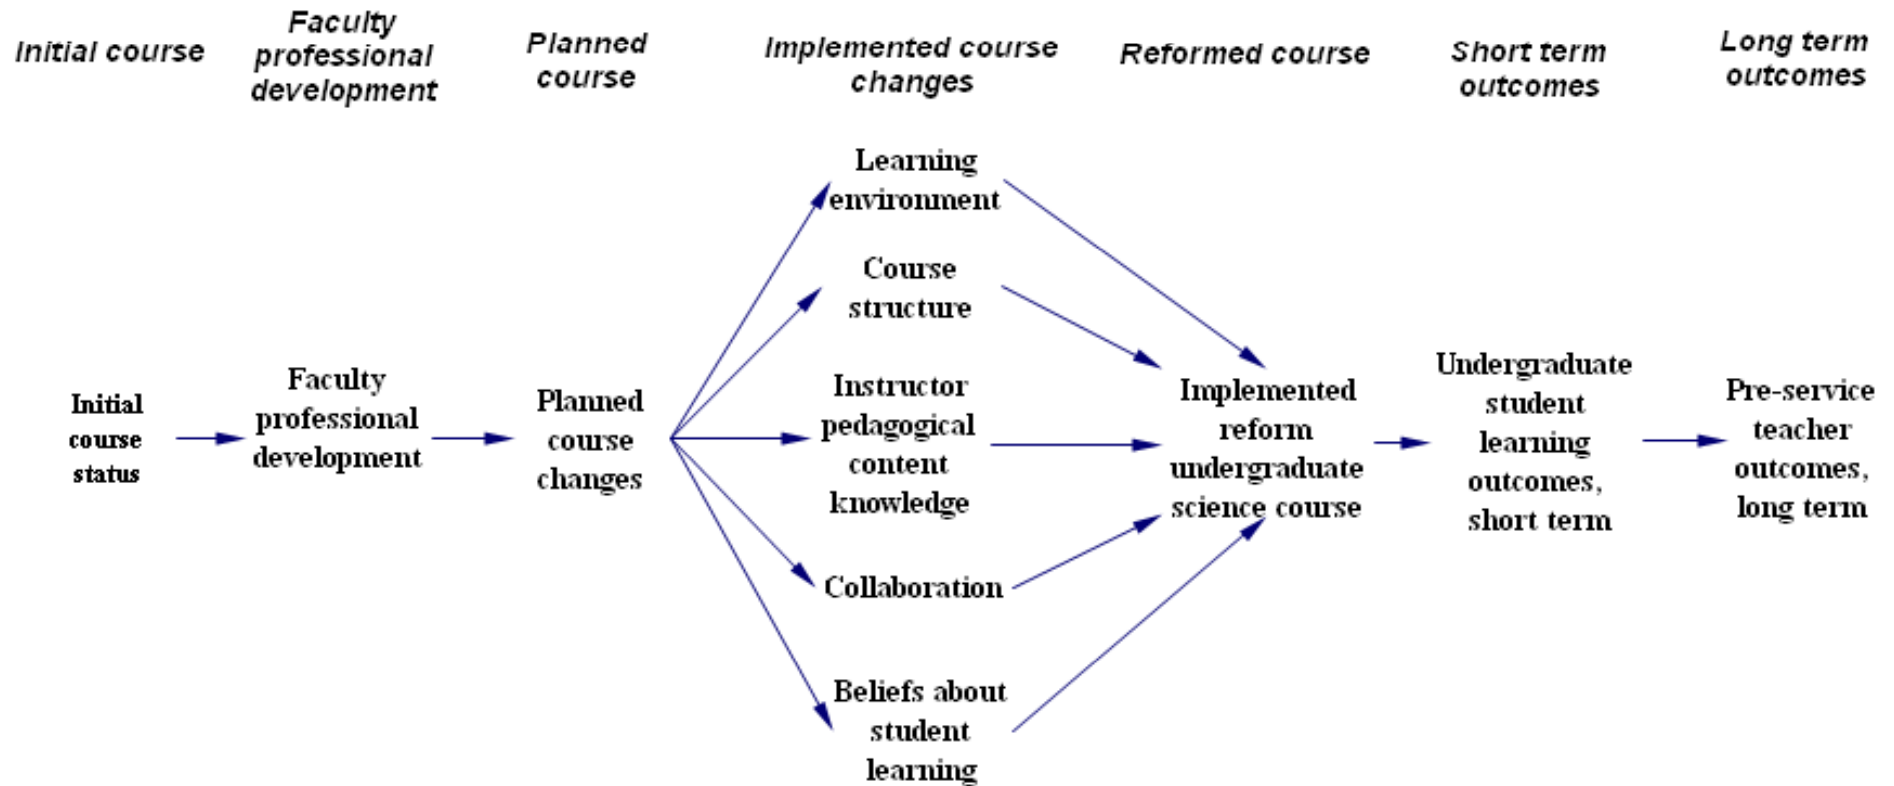 Initial course
Faculty
professional
development
Planned
course
Implemented course
changes
Reformed course
Short term
outcomes
Long term
outcomes
Initial
course
status
Faculty
professional
development
Planned
course
changes
Learning
environment
Course
structure
Instructor
pedagogical
content
knowledge
Collaboration
Beliefs about
student
learning
Implemented
reform
undergraduate
science course
Undergraduate
student
learning
outcomes,
short term
Pre-service
teacher
outcomes,
long term